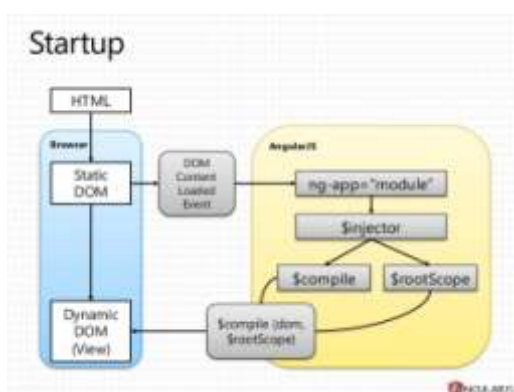 Startup
HTML
Browser
AngularJS
Static
DOM
DOM
Content
Loaded
Event
ng-app="module"
$injector
$compile
$rootScope
Dynamic
DOM
(View)
$compile (dom,
$rootScope)
ANGULARJS